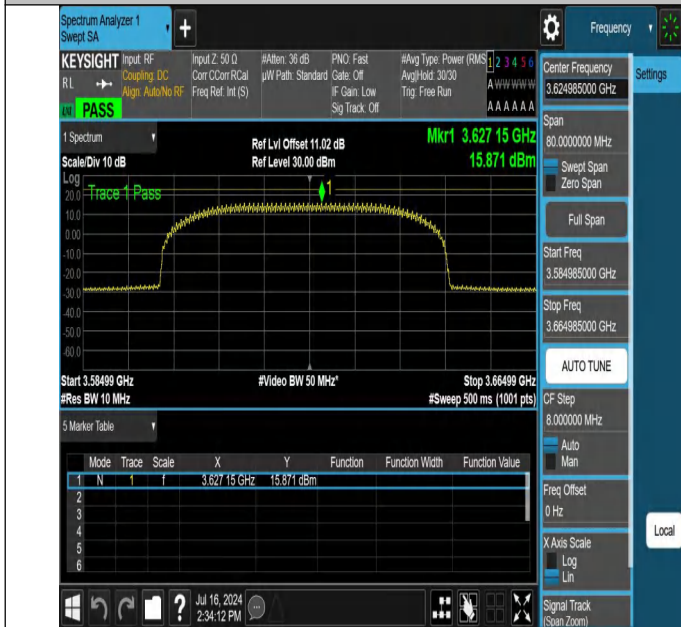 Spectrum Analyzer 1
Swept SA
Frequency
KEYSIGHT
RL
PASS
Input: RF
Coupling: DC
Align: Auto/No RF
Input Z: 50 Ω
Corr CCorr RCal
Freq Ref: Int (S)
#Atten: 36 dB
µW Path: Standard
PNO: Fast
Gate: Off
IF Gain: Low
Sig Track: Off
#Avg Type: Power (RMS
Avg|Hold: 30/30
Trig: Free Run
1 2 3 4 5 6
A W W W W W
A A A A A A
1 Spectrum
Scale/Div 10 dB
Ref Lvl Offset 11.02 dB
Ref Level 30.00 dBm
Mkr1 3.627 15 GHz
15.871 dBm
Log
Trace 1 Pass
1
20.0
10.0
0.00
-10.0
-20.0
-30.0
-40.0
-50.0
-60.0
Start 3.58499 GHz
#Res BW 10 MHz
#Video BW 50 MHz*
Stop 3.66499 GHz
#Sweep 500 ms (1001 pts)
5 Marker Table
Mode Trace Scale X Y Function Function Width Function Value
1 N 1 f 3.627 15 GHz 15.871 dBm
2
3
4
5
6
Jul 16, 2024
2:34:12 PM
Center Frequency
3.624985000 GHz
Settings
Span
80.0000000 MHz
Swept Span
Zero Span
Full Span
Start Freq
3.584985000 GHz
Stop Freq
3.664985000 GHz
AUTO TUNE
CF Step
8.000000 MHz
Auto
Man
Freq Offset
0 Hz
X Axis Scale
Log
Lin
Local
Signal Track
(Span Zoom)